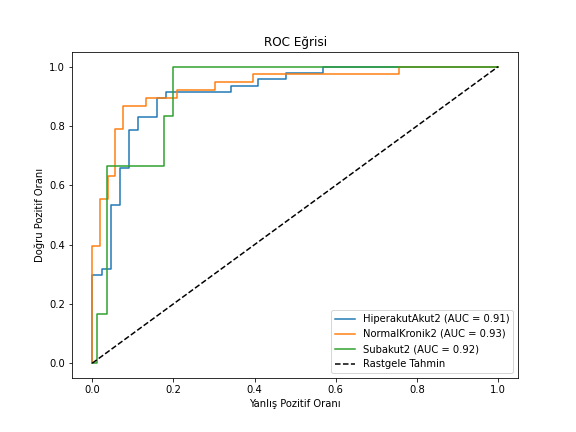 ROC Eğrisi
1.0
0.8
0.6
0.4
0.2
0.0
Doğru Pozitif Oranı
HiperakutAkut2 (AUC = 0.91)
NormalKronik2 (AUC = 0.93)
Subakut2 (AUC = 0.92)
Rastgele Tahmin
0.0 0.2 0.4 0.6 0.8 1.0
Yanlış Pozitif Oranı